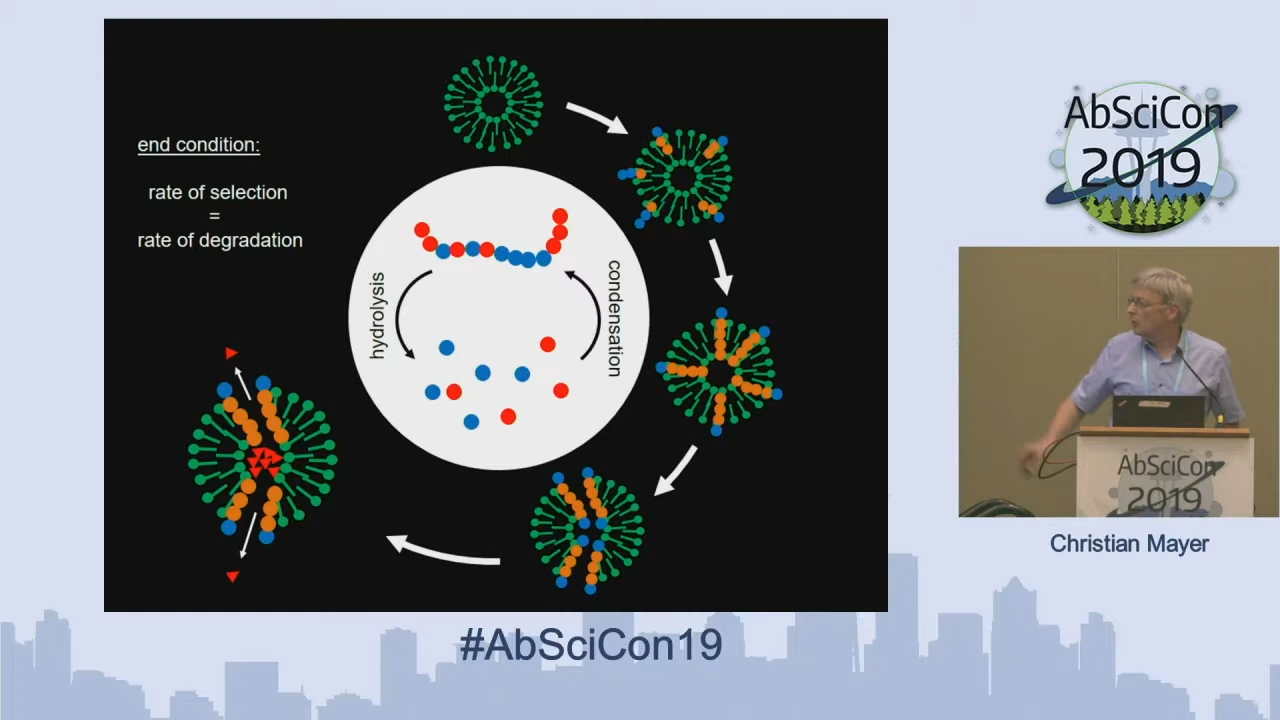 end condition:
rate of selection
=
rate of degradation
hydrolysis
condensation
AbSciCon
2019
AbSciCon
2019
Christian Mayer
#AbSciCon19